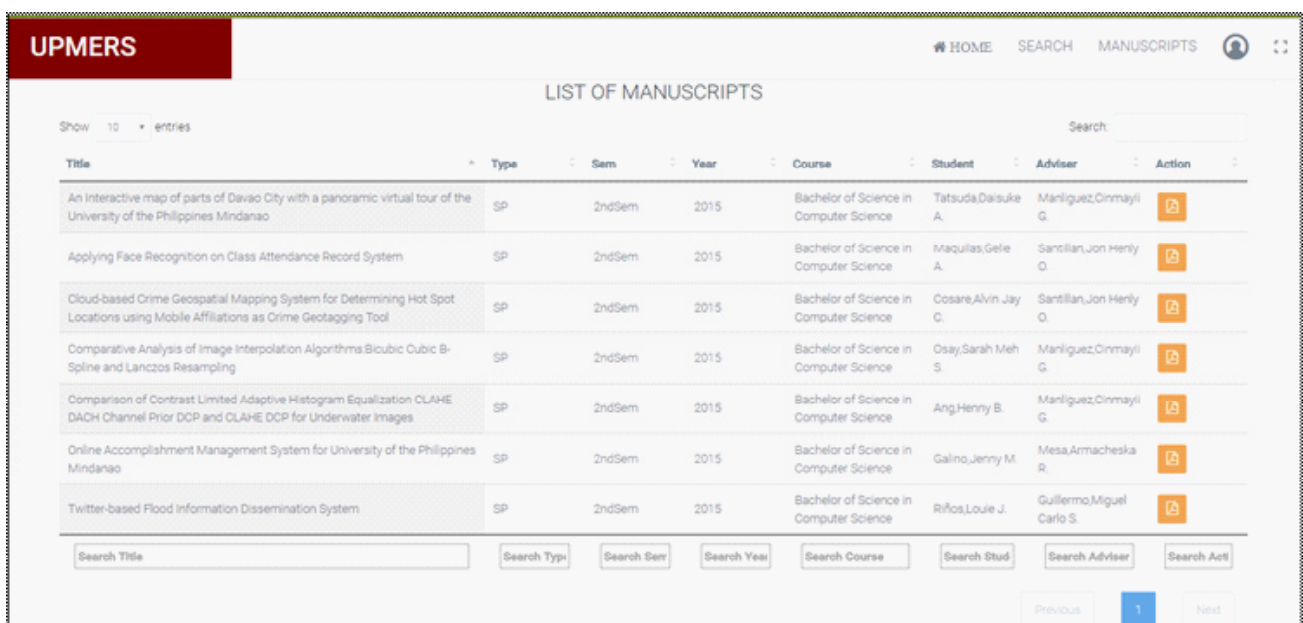 UPMERS
HOME SEARCH MANUSCRIPTS
LIST OF MANUSCRIPTS
Show 10 entries Search:
Title Type Sem Year Course Student Adviser Action
An Interactive map of parts of Davao City with a panoramic virtual tour of the SP 2ndSem 2015 Bachelor of Science in Tatsuda,Daisuke Manliguez,Cinmayii
University of the Philippines Mindanao Computer Science A. G.
Applying Face Recognition on Class Attendance Record System SP 2ndSem 2015 Bachelor of Science in Maquilas,Gelie Santillan,Jon Henly
Computer Science A. O.
Cloud-based Crime Geospatial Mapping System for Determining Hot Spot SP 2ndSem 2015 Bachelor of Science in Cosare,Alvin Jay Santillan,Jon Henly
Locations using Mobile Affiliations as Crime Geotagging Tool Computer Science C. O.
Comparative Analysis of Image Interpolation Algorithms:Bicubic Cubic B- SP 2ndSem 2015 Bachelor of Science in Osay,Sarah Meh Manliguez,Cinmayii
Spline and Lanczos Resampling Computer Science S. G.
Comparison of Contrast Limited Adaptive Histogram Equalization CLAHE SP 2ndSem 2015 Bachelor of Science in Ang,Henny B. Manliguez,Cinmayii
DACH Channel Prior DCP and CLAHE DCP for Underwater Images Computer Science G.
Online Accomplishment Management System for University of the Philippines SP 2ndSem 2015 Bachelor of Science in Galino,Jenny M. Mesa,Armacheska
Mindanao Computer Science R.
Twitter-based Flood Information Dissemination System SP 2ndSem 2015 Bachelor of Science in Riños,Louie J. Guillermo,Miguel
Computer Science Carlo S.
Search Title Search Type Search Sem Search Year Search Course Search Stud Search Adviser Search Acti
Previous 1 Next